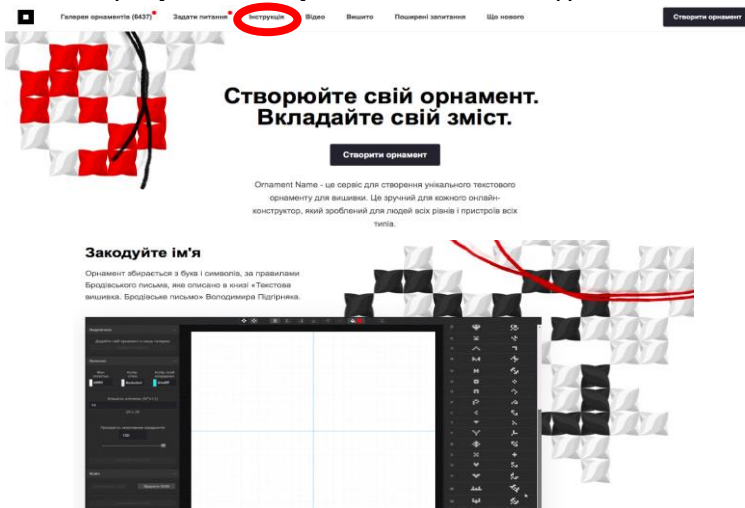 Галерея орнаментів (6437)
Задати питання
Інструкція
Відео
Вишито
Поширені запитання
Що нового
Створити орнамент
Створюйте свій орнамент.
Вкладайте свій зміст.
Створити орнамент
Ornament Name - це сервіс для створення унікального текстового
орнаменту для вишивки. Це зручний для кожного онлайн-
конструктор, який зроблений для людей всіх рівнів і пристроїв всіх
типів.
Закодуйте ім'я
Орнамент збирається з букв і символів, за правилами
Бродівського письма, яке описано в книзі «Текстова
вишивка. Бродівське письмо» Володимира Підгірняка.